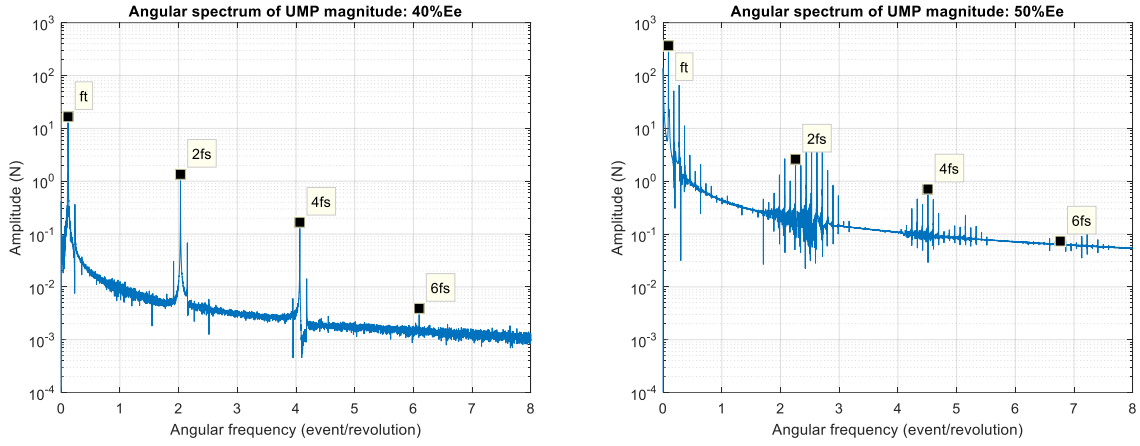 Angular spectrum of UMP magnitude: 40%Ee
10^3
10^2
10^1
10^0
10^-1
10^-2
10^-3
10^-4
Amplitude (N)
ft
2fs
4fs
6fs
0 1 2 3 4 5 6 7 8
Angular frequency (event/revolution)
Angular spectrum of UMP magnitude: 50%Ee
10^3
10^2
10^1
10^0
10^-1
10^-2
10^-3
10^-4
Amplitude (N)
ft
2fs
4fs
6fs
0 1 2 3 4 5 6 7 8
Angular frequency (event/revolution)